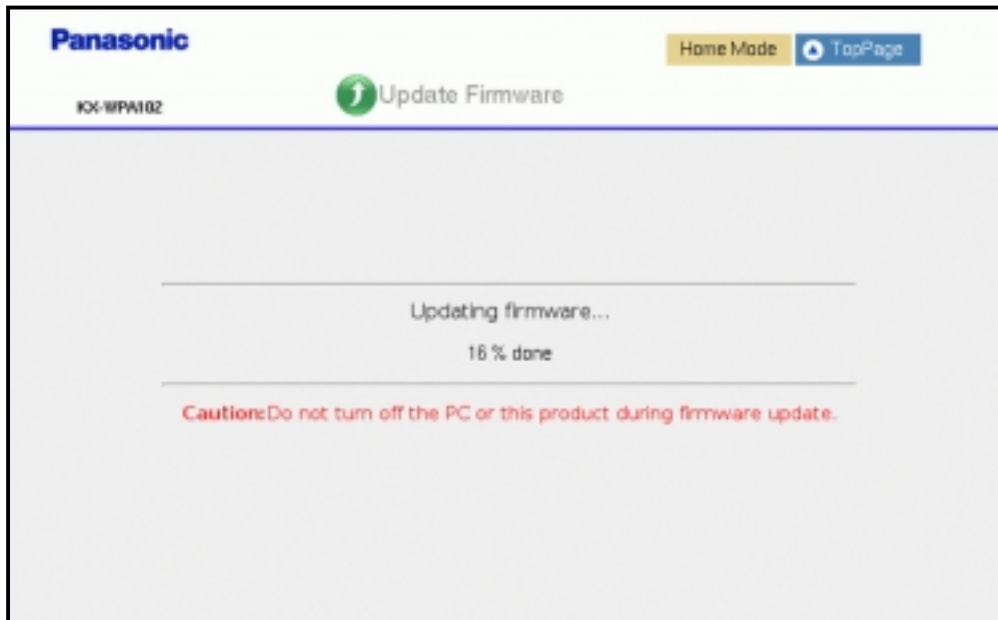 Panasonic
Home Mode
TopPage
KX-WPA102
Update Firmware
Updating firmware...
16 % done
Caution:Do not turn off the PC or this product during firmware update.